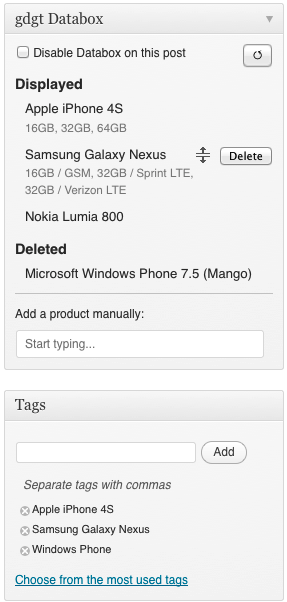 gdgt Databox
Disable Databox on this post
Displayed
Apple iPhone 4S
16GB, 32GB, 64GB
Samsung Galaxy Nexus
Delete
16GB / GSM, 32GB / Sprint LTE,
32GB / Verizon LTE
Nokia Lumia 800
Deleted
Microsoft Windows Phone 7.5 (Mango)
Add a product manually:
Start typing...
Tags
Add
Separate tags with commas
Apple iPhone 4S
Samsung Galaxy Nexus
Windows Phone
Choose from the most used tags